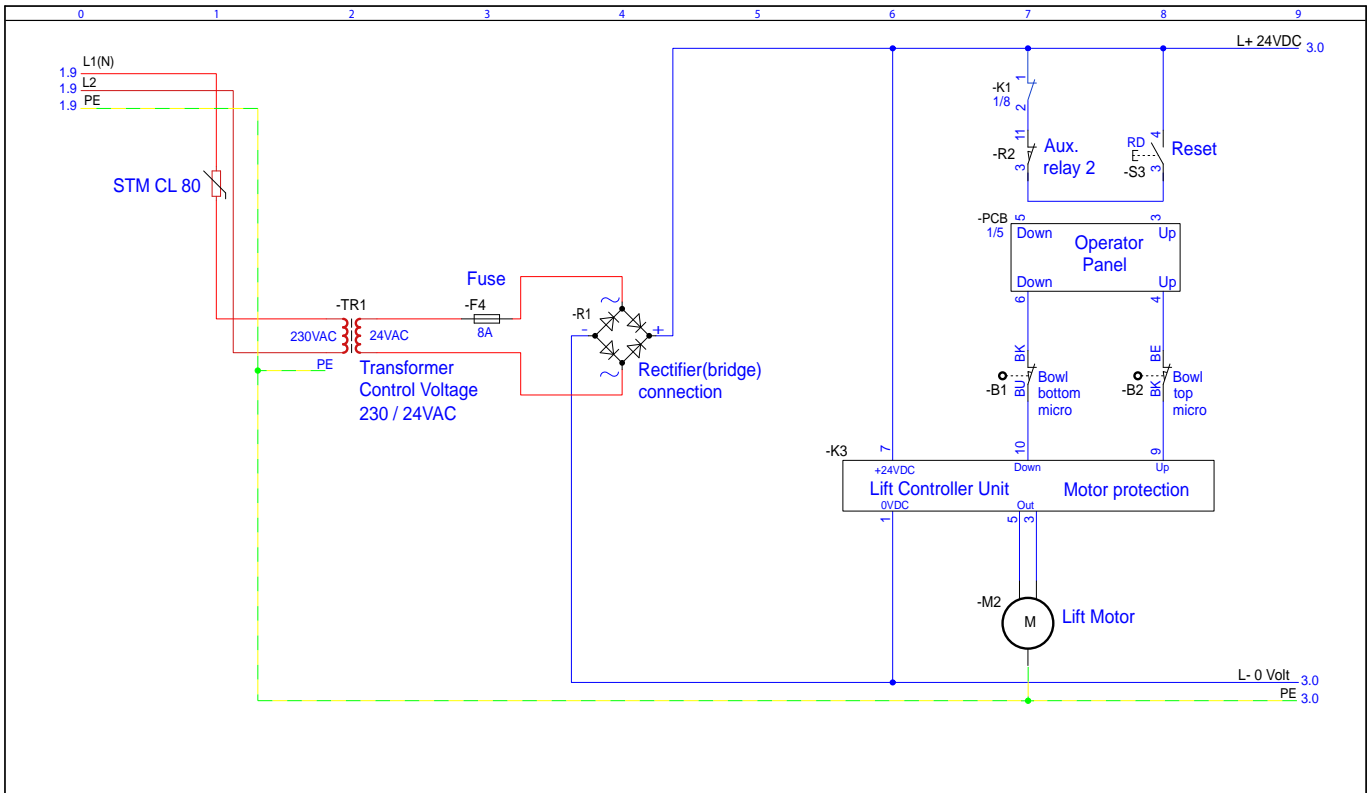 0 1 2 3 4 5 6 7 8 9
L+ 24VDC 3.0
1.9 L1(N)
1.9 L2
1.9 PE
STM CL 80
-TR1
230VAC 24VAC
PE
Transformer
Control Voltage
230 / 24VAC
Fuse
-F4
8A
-R1
- +
Rectifier(bridge)
connection
1
-K1
1/8
2
11
-R2
3
Aux.
relay 2
4
RD
-S3
3
Reset
-PCB
1/5
5 3
Down Up
Operator
Panel
Down Up
6 4
BK
-B1
BU
Bowl
bottom
micro
BE
-B2
BK
Bowl
top
micro
-K3
7 10 9
+24VDC Down Up
Lift Controller Unit Motor protection
0VDC Out
1 5 3
-M2
M
Lift Motor
L- 0 Volt 3.0
PE 3.0